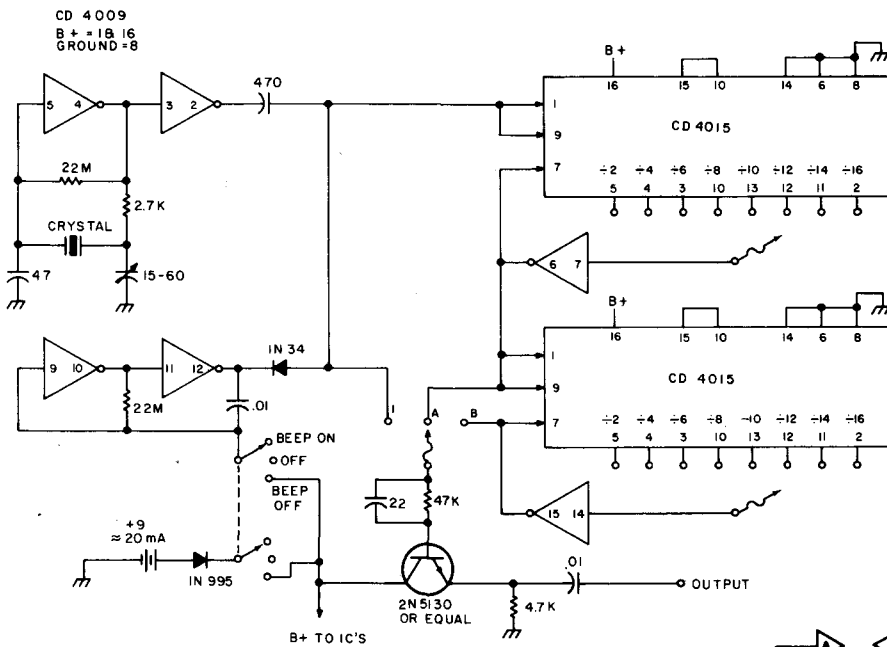 CD 4009
B+ = 1& 16
GROUND = 8
5 4
3 2
470
22M
2.7K
CRYSTAL
47
15-60
B+
16 15 10 14 6 8
1
9
7
CD 4015
÷2 ÷4 ÷6 ÷8 ÷10 ÷12 ÷14 ÷16
5 4 3 10 13 12 11 2
6 7
B+
16 15 10 14 6 8
1
9
7
CD 4015
÷2 ÷4 ÷6 ÷8 -10 ÷12 ÷14 ÷16
5 4 3 10 13 12 11 2
15 14
9 10
11 12
IN 34
22M
.01
I A B
BEEP ON
OFF
BEEP
OFF
22
47K
+9
≈20mA
IN 995
2N5130
OR EQUAL
4.7K
.01
OUTPUT
B+ TO IC'S